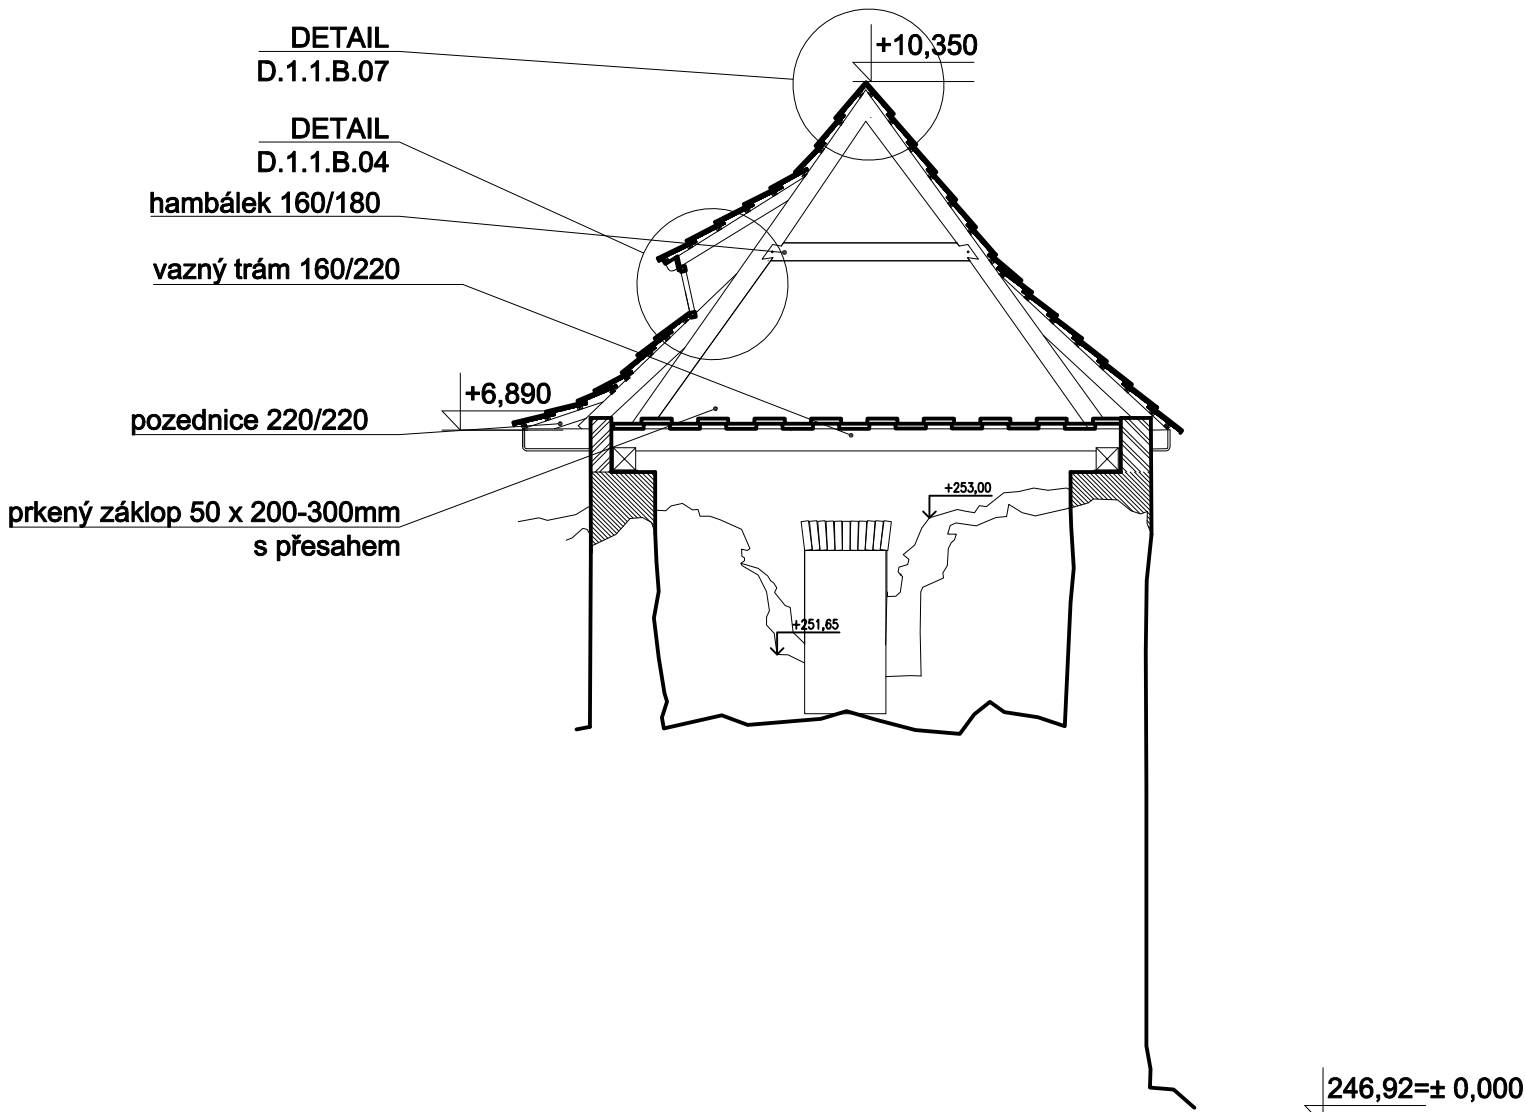 DETAIL
D.1.1.B.07
+10,350
DETAIL
D.1.1.B.04
hambálek 160/180
vazný trám 160/220
+6,890
pozednice 220/220
prkený záklop 50 x 200-300mm
s přesahem
+253,00
+251,65
246,92=± 0,000